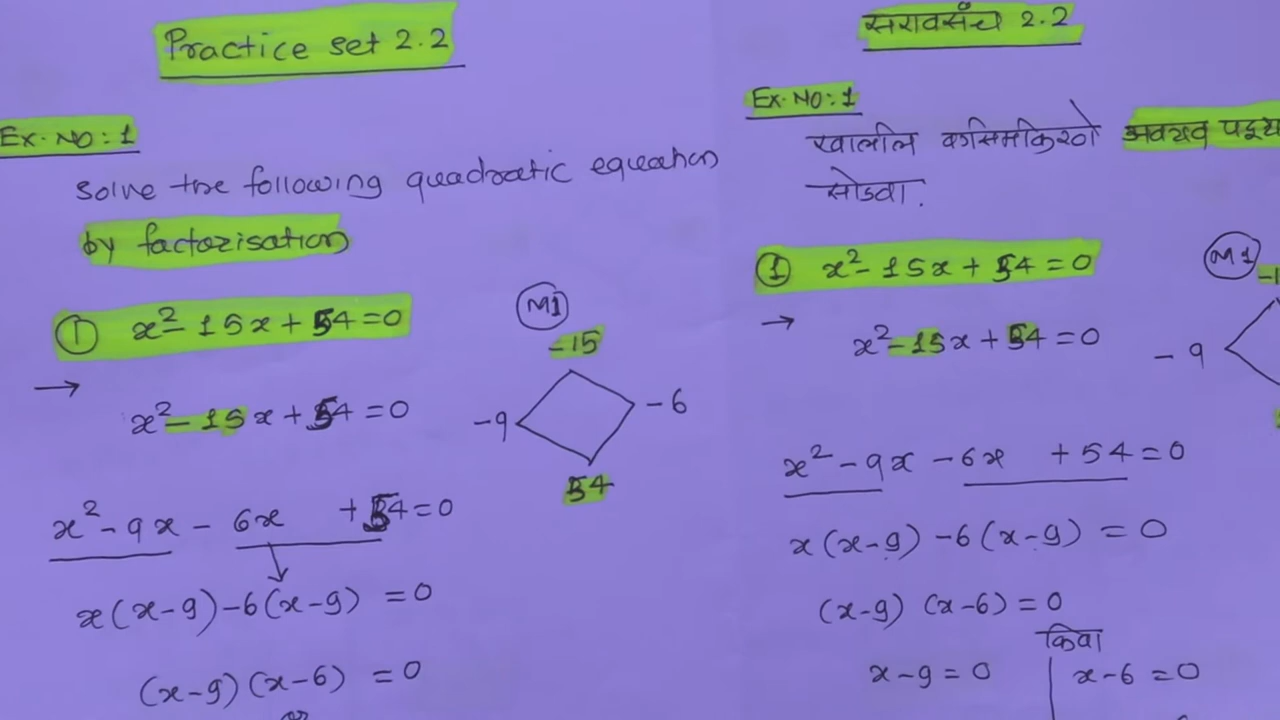 Practice set 2.2
Ex. NO: 1
Solve the following quadratic equation
by factorisation
① x² - 15x + 54 = 0
→
x² - 15x + 54 = 0
M1
-15
-9 -6
54
x² - 9x - 6x + 54 = 0
x(x-9) - 6(x-9) = 0
(x-9) (x-6) = 0
or
सरावसंच 2.2
Ex. NO: 1
खालील वर्गसमीकरणे अवयव
सोडवा.
① x² - 15x + 54 = 0
→ x² - 15x + 54 = 0
M1
- 9
x² - 9x - 6x + 54 = 0
x(x-9) - 6(x-9) = 0
(x-9) (x-6) = 0
किंवा
x-9 = 0 | x-6 = 0